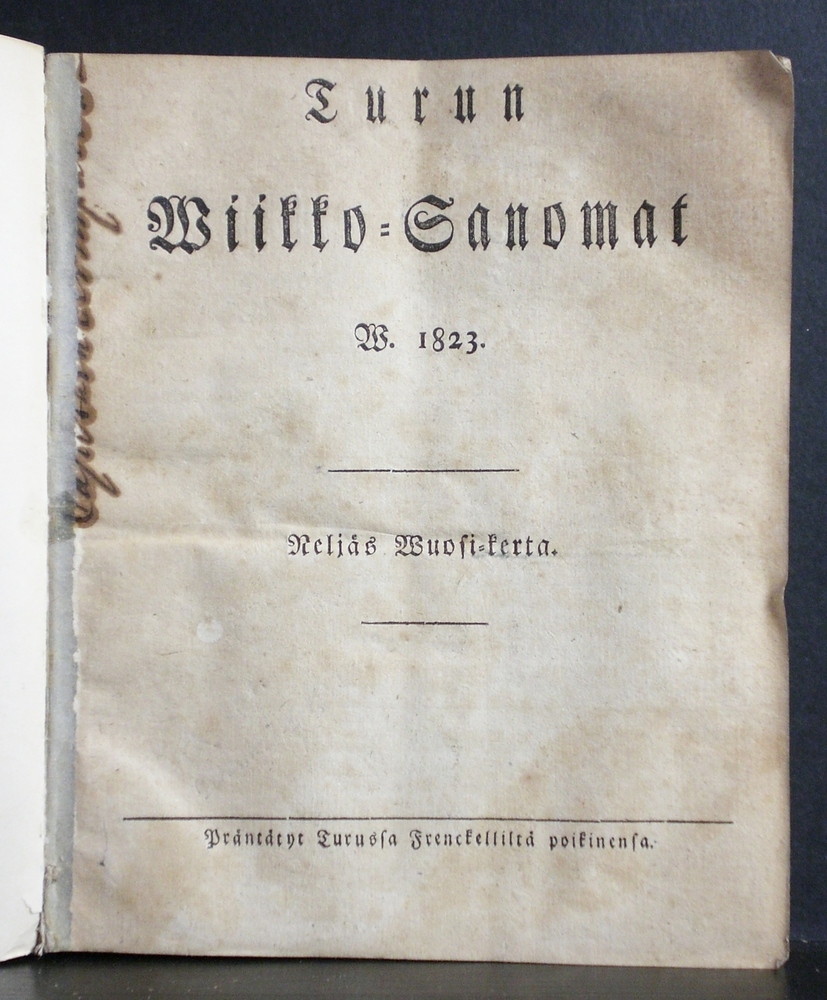 Turun
Wiikko-Sanomat
W. 1823.
Neljäs Wuosi-kerta.
Präntätyt Turussa Frenckelliltä poikinensa.